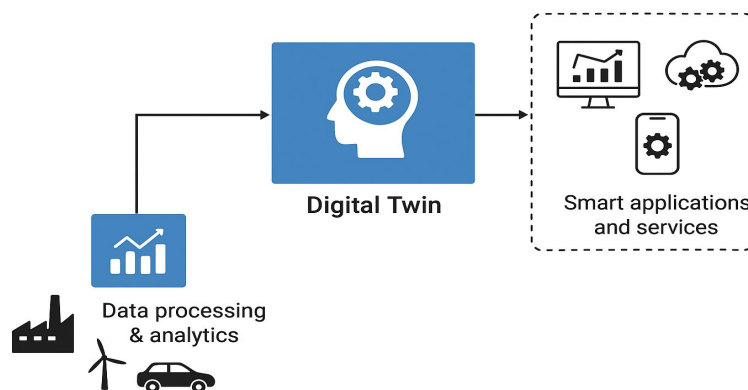 Digital Twin
Smart applications
and services
Data processing
& analytics